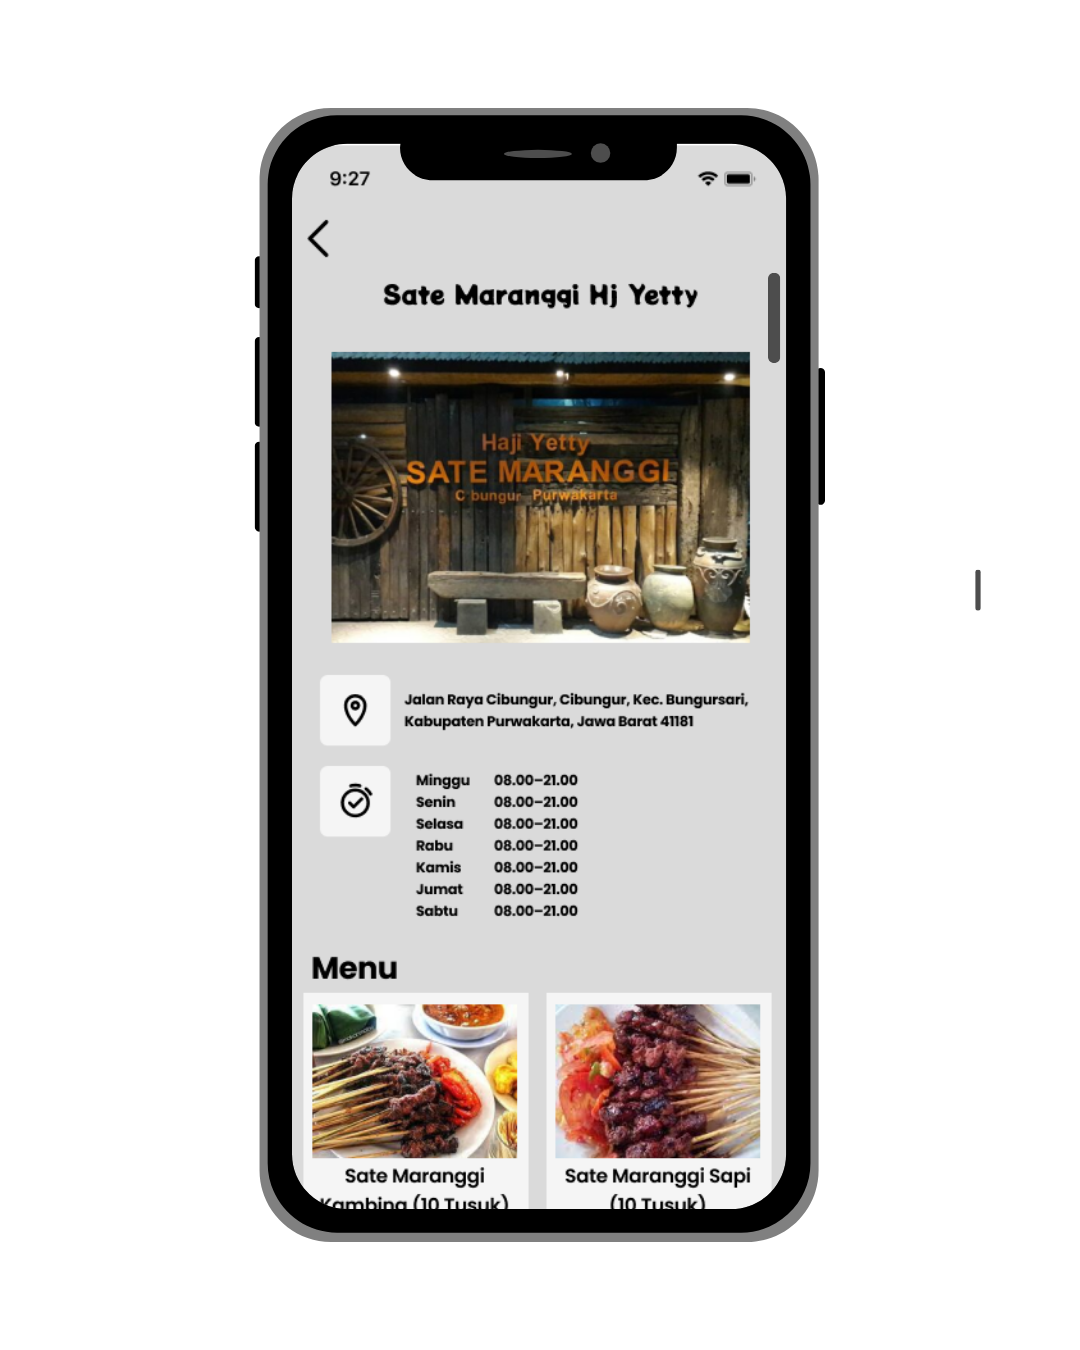 9:27
Sate Maranggi Hj Yetty
Haji Yetty
SATE MARANGGI
C bungur Purwakarta
Jalan Raya Cibungur, Cibungur, Kec. Bungursari,
Kabupaten Purwakarta, Jawa Barat 41181
Minggu 08.00–21.00
Senin 08.00–21.00
Selasa 08.00–21.00
Rabu 08.00–21.00
Kamis 08.00–21.00
Jumat 08.00–21.00
Sabtu 08.00–21.00
Menu
Sate Maranggi
Kambing (10 Tusuk)
Sate Maranggi Sapi
(10 Tusuk)